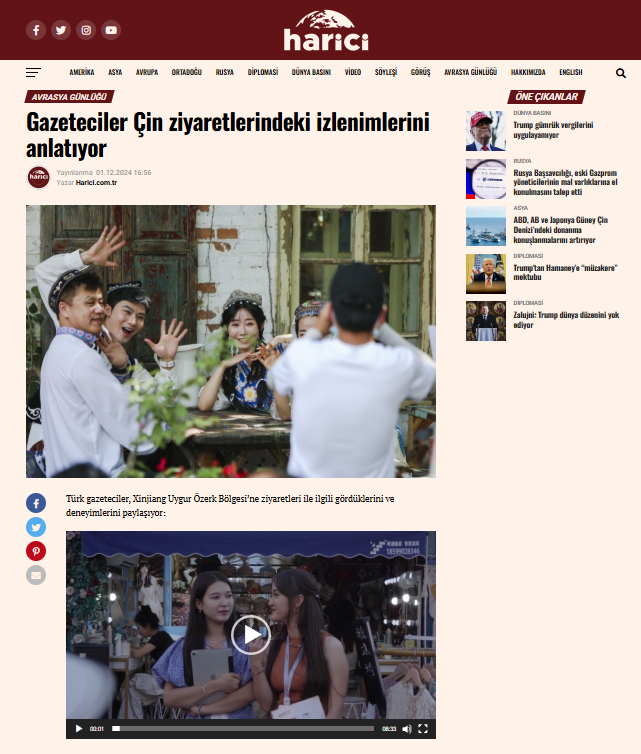 harici
AMERİKA ASYA AVRUPA ORTADOĞU RUSYA DİPLOMASİ DÜNYA BASINI VİDEO SÖYLEŞİ GÖRÜŞ AVRASYA GÜNLÜĞÜ HAKKIMIZDA ENGLISH
AVRASYA GÜNLÜĞÜ
Gazeteciler Çin ziyaretlerindeki izlenimlerini
anlatıyor
harici
Yayınlanma 01.12.2024 16:56
Yazar Harici.com.tr
Türk gazeteciler, Xinjiang Uygur Özerk Bölgesi’ne ziyaretleri ile ilgili gördüklerini ve
deneyimlerini paylaşıyor:
18599028346
00:01
08:33
ÖNE ÇIKANLAR
DÜNYA BASINI
Trump gümrük vergilerini
uygulayamıyor
RUSYA
Rusya Başsavcılığı, eski Gazprom
yöneticilerinin mal varlıklarına el
konulmasını talep etti
ASYA
ABD, AB ve Japonya Güney Çin
Denizi’ndeki donanma
konuşlanmalarını artırıyor
DİPLOMASİ
Trump’tan Hamaney’e “müzakere”
mektubu
DİPLOMASİ
Zalujni: Trump dünya düzenini yok
ediyor